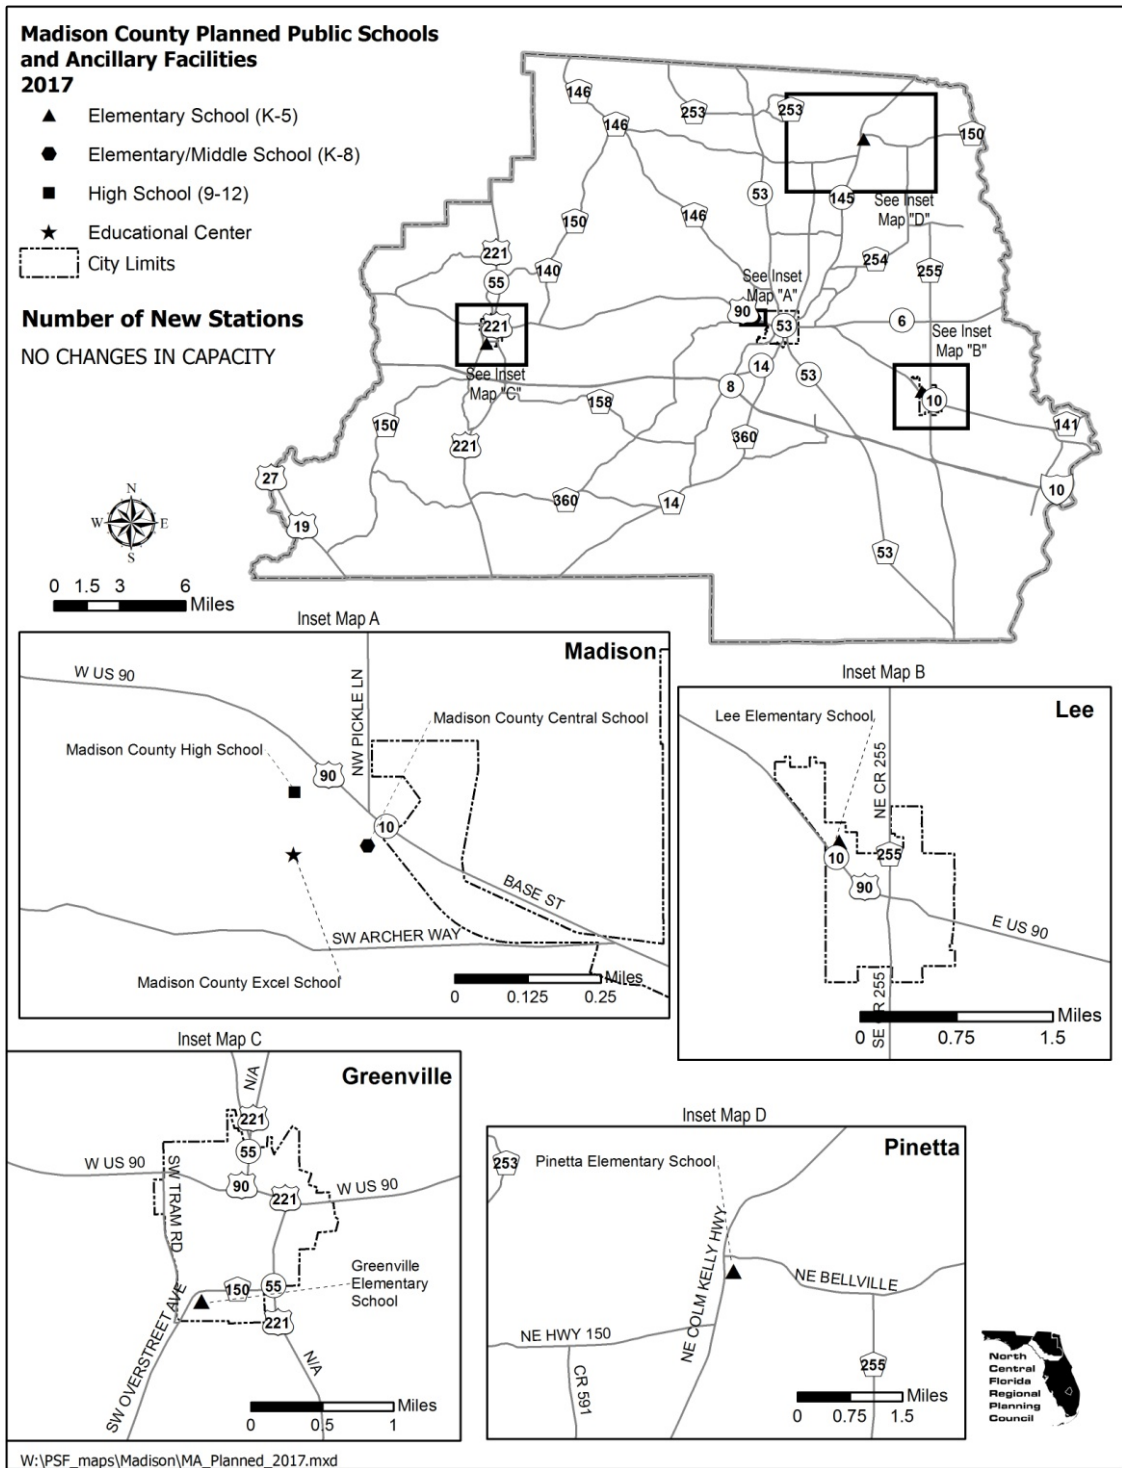 Madison County Planned Public Schools
and Ancillary Facilities
2017
Elementary School (K-5)
Elementary/Middle School (K-8)
High School (9-12)
Educational Center
City Limits
Number of New Stations
NO CHANGES IN CAPACITY
146
253
253
146
150
53
145
See Inset
Map "D"
150
146
221
254
140
255
55
See Inset
Map "A"
90
221
53
6
See Inset
Map "B"
14
53
See Inset
Map "C"
8
10
158
150
141
360
221
27
10
360
14
19
53
N
W
E
S
0 1.5 3 6
Miles
Inset Map A
Madison
W US 90
NW PICKLE LN
Madison County Central School
Madison County High School
90
10
BASE ST
SW ARCHER WAY
Madison County Excel School
Miles
0 0.125 0.25
Inset Map B
Lee
Lee Elementary School
NE CR 255
10
255
90
E US 90
SE CR 255
Miles
0 0.75 1.5
Inset Map C
Greenville
N/A
221
55
W US 90
SW TRAM RD
90
221
W US 90
Greenville
Elementary
School
150
55
SW OVERSTREET AVE
221
N/A
Miles
0 0.5 1
Inset Map D
Pinetta
253
Pinetta Elementary School
NE COLM KELLY HWY
NE BELLVILLE
NE HWY 150
CR 591
255
Miles
0 0.75 1.5
North
Central
Florida
Regional
Planning
Council
W:\PSF_maps\Madison\MA_Planned_2017.mxd